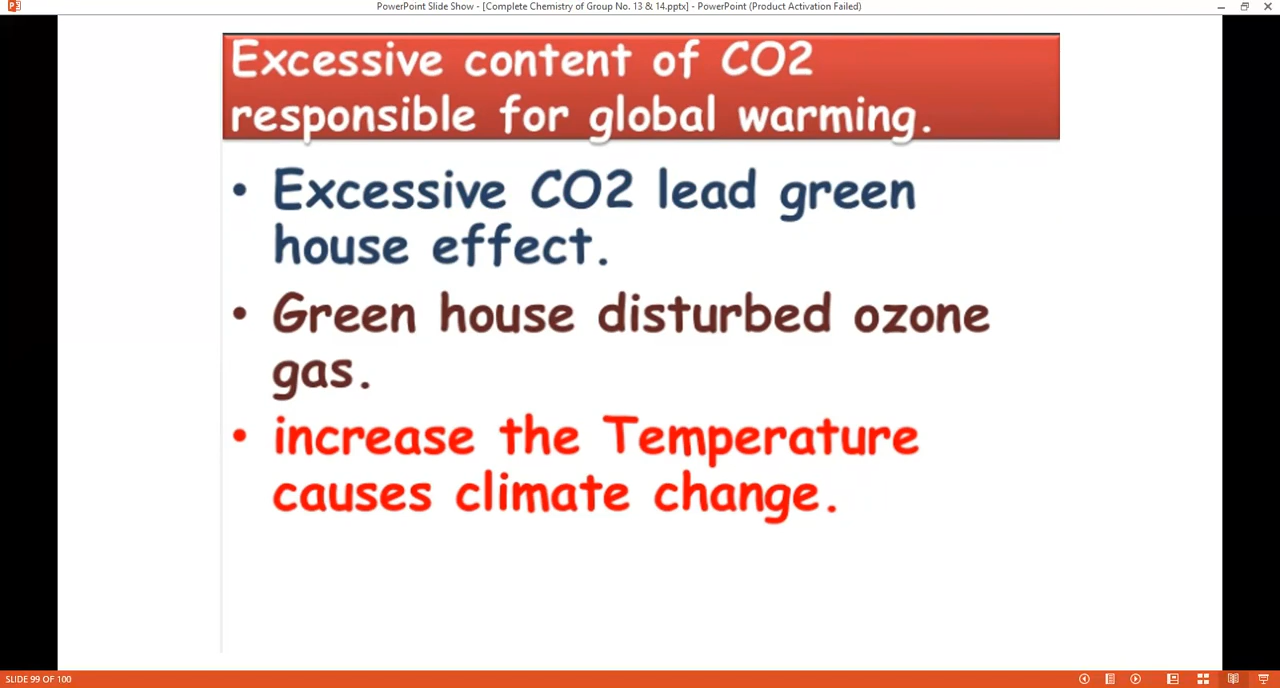 PowerPoint Slide Show - [Complete Chemistry of Group No. 13 & 14.pptx] - PowerPoint (Product Activation Failed)
Excessive content of CO2
responsible for global warming.
• Excessive CO2 lead green
house effect.
• Green house disturbed ozone
gas.
• increase the Temperature
causes climate change.
SLIDE 99 OF 100